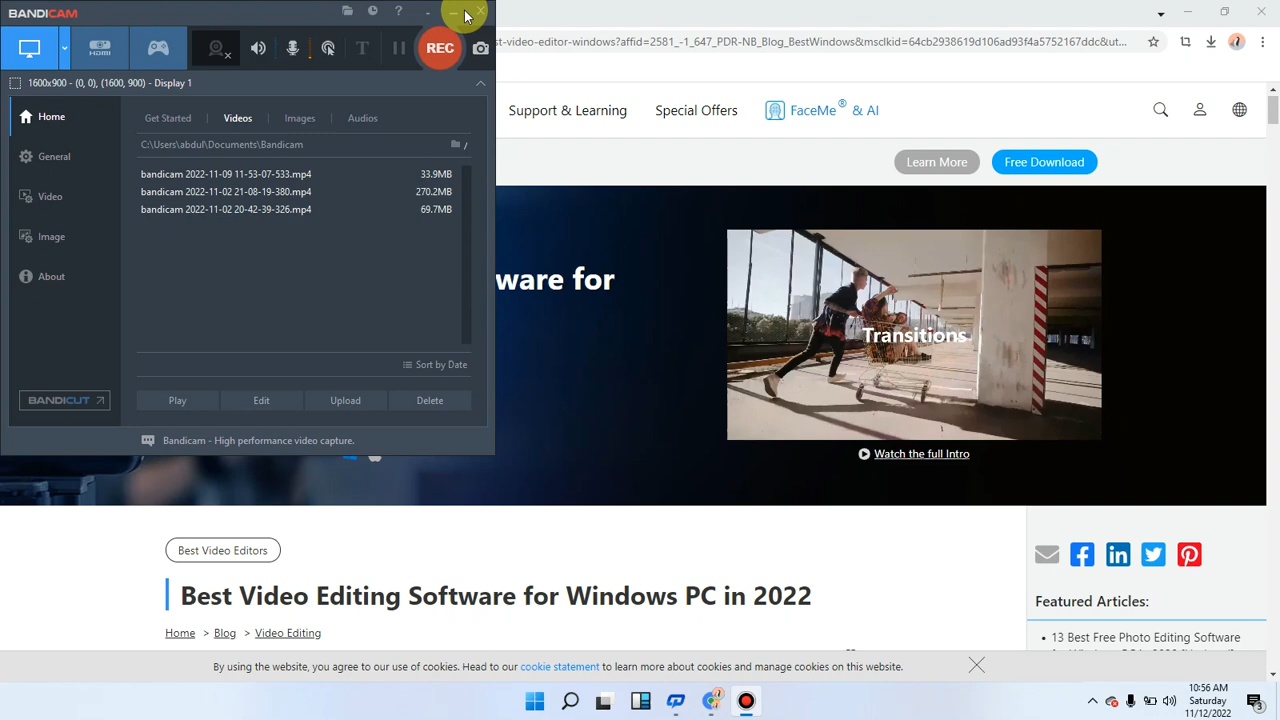 BANDICAM
?
HDMI
T
REC
1600x900 - (0, 0), (1600, 900) - Display 1
Home
General
Video
Image
About
BANDICUT
Get Started
Videos
Images
Audios
C:\Users\abdul\Documents\Bandicam
/
bandicam 2022-11-09 11-53-07-533.mp4 33.9MB
bandicam 2022-11-02 21-08-19-380.mp4 270.2MB
bandicam 2022-11-02 20-42-39-326.mp4 69.7MB
Sort by Date
Play
Edit
Upload
Delete
Bandicam - High performance video capture.
st-video-editor-windows?affid=2581_-1_647_PDR-NB_Blog_BestWindows&msclkid=64cb2938619d106ad93f4a5752167ddc&ut...
Support & Learning
Special Offers
FaceMe® & AI
Learn More
Free Download
ware for
Transitions
Watch the full Intro
Best Video Editors
Best Video Editing Software for Windows PC in 2022
Home > Blog > Video Editing
Featured Articles:
• 13 Best Free Photo Editing Software
By using the website, you agree to our use of cookies. Head to our cookie statement to learn more about cookies and manage cookies on this website.
10:56 AM
Saturday
11/12/2022
3